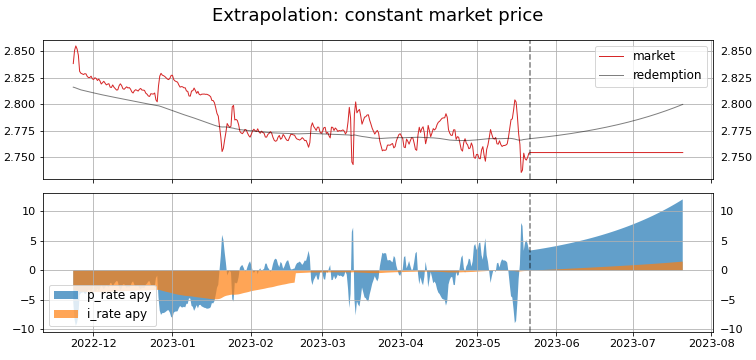 Extrapolation: constant market price
2.850 2.850
2.825 2.825
2.800 2.800
2.775 2.775
2.750 2.750
market
redemption
10 10
5 5
0 0
−5 −5
−10 −10
p_rate apy
i_rate apy
2022-12 2023-01 2023-02 2023-03 2023-04 2023-05 2023-06 2023-07 2023-08